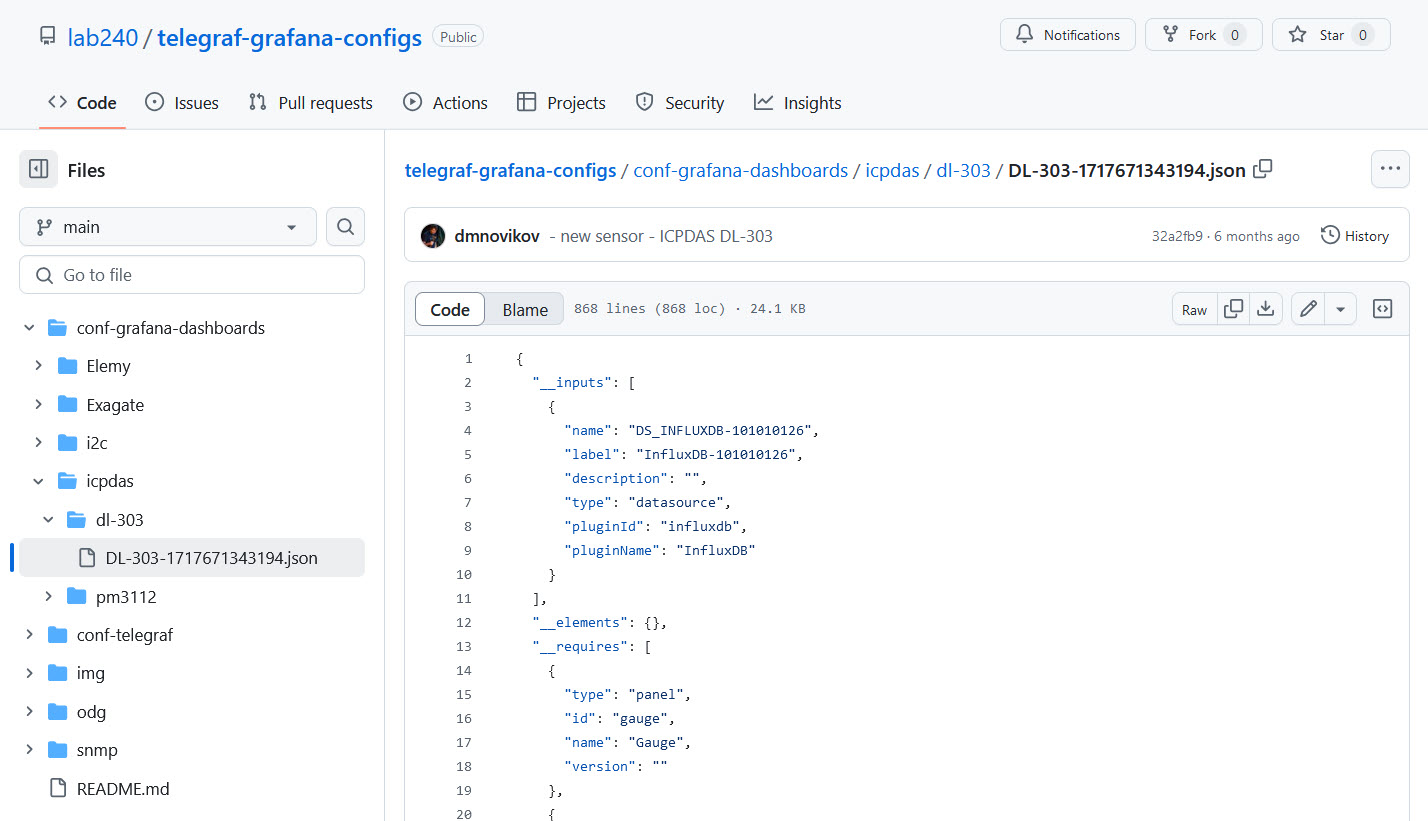 lab240 / telegraf-grafana-configs Public
Notifications Fork 0 Star 0
Code Issues Pull requests Actions Projects Security Insights
Files
main
Go to file
conf-grafana-dashboards
Elemy
Exagate
i2c
icpdas
dl-303
DL-303-1717671343194.json
pm3112
conf-telegraf
img
odg
snmp
README.md
telegraf-grafana-configs / conf-grafana-dashboards / icpdas / dl-303 / DL-303-1717671343194.json
dmnovikov - new sensor - ICPDAS DL-303 32a2fb9 · 6 months ago History
Code Blame 868 lines (868 loc) · 24.1 KB Raw
1 {
2 "__inputs": [
3 {
4 "name": "DS_INFLUXDB-101010126",
5 "label": "InfluxDB-101010126",
6 "description": "",
7 "type": "datasource",
8 "pluginId": "influxdb",
9 "pluginName": "InfluxDB"
10 }
11 ],
12 "__elements": {},
13 "__requires": [
14 {
15 "type": "panel",
16 "id": "gauge",
17 "name": "Gauge",
18 "version": ""
19 },
20 {